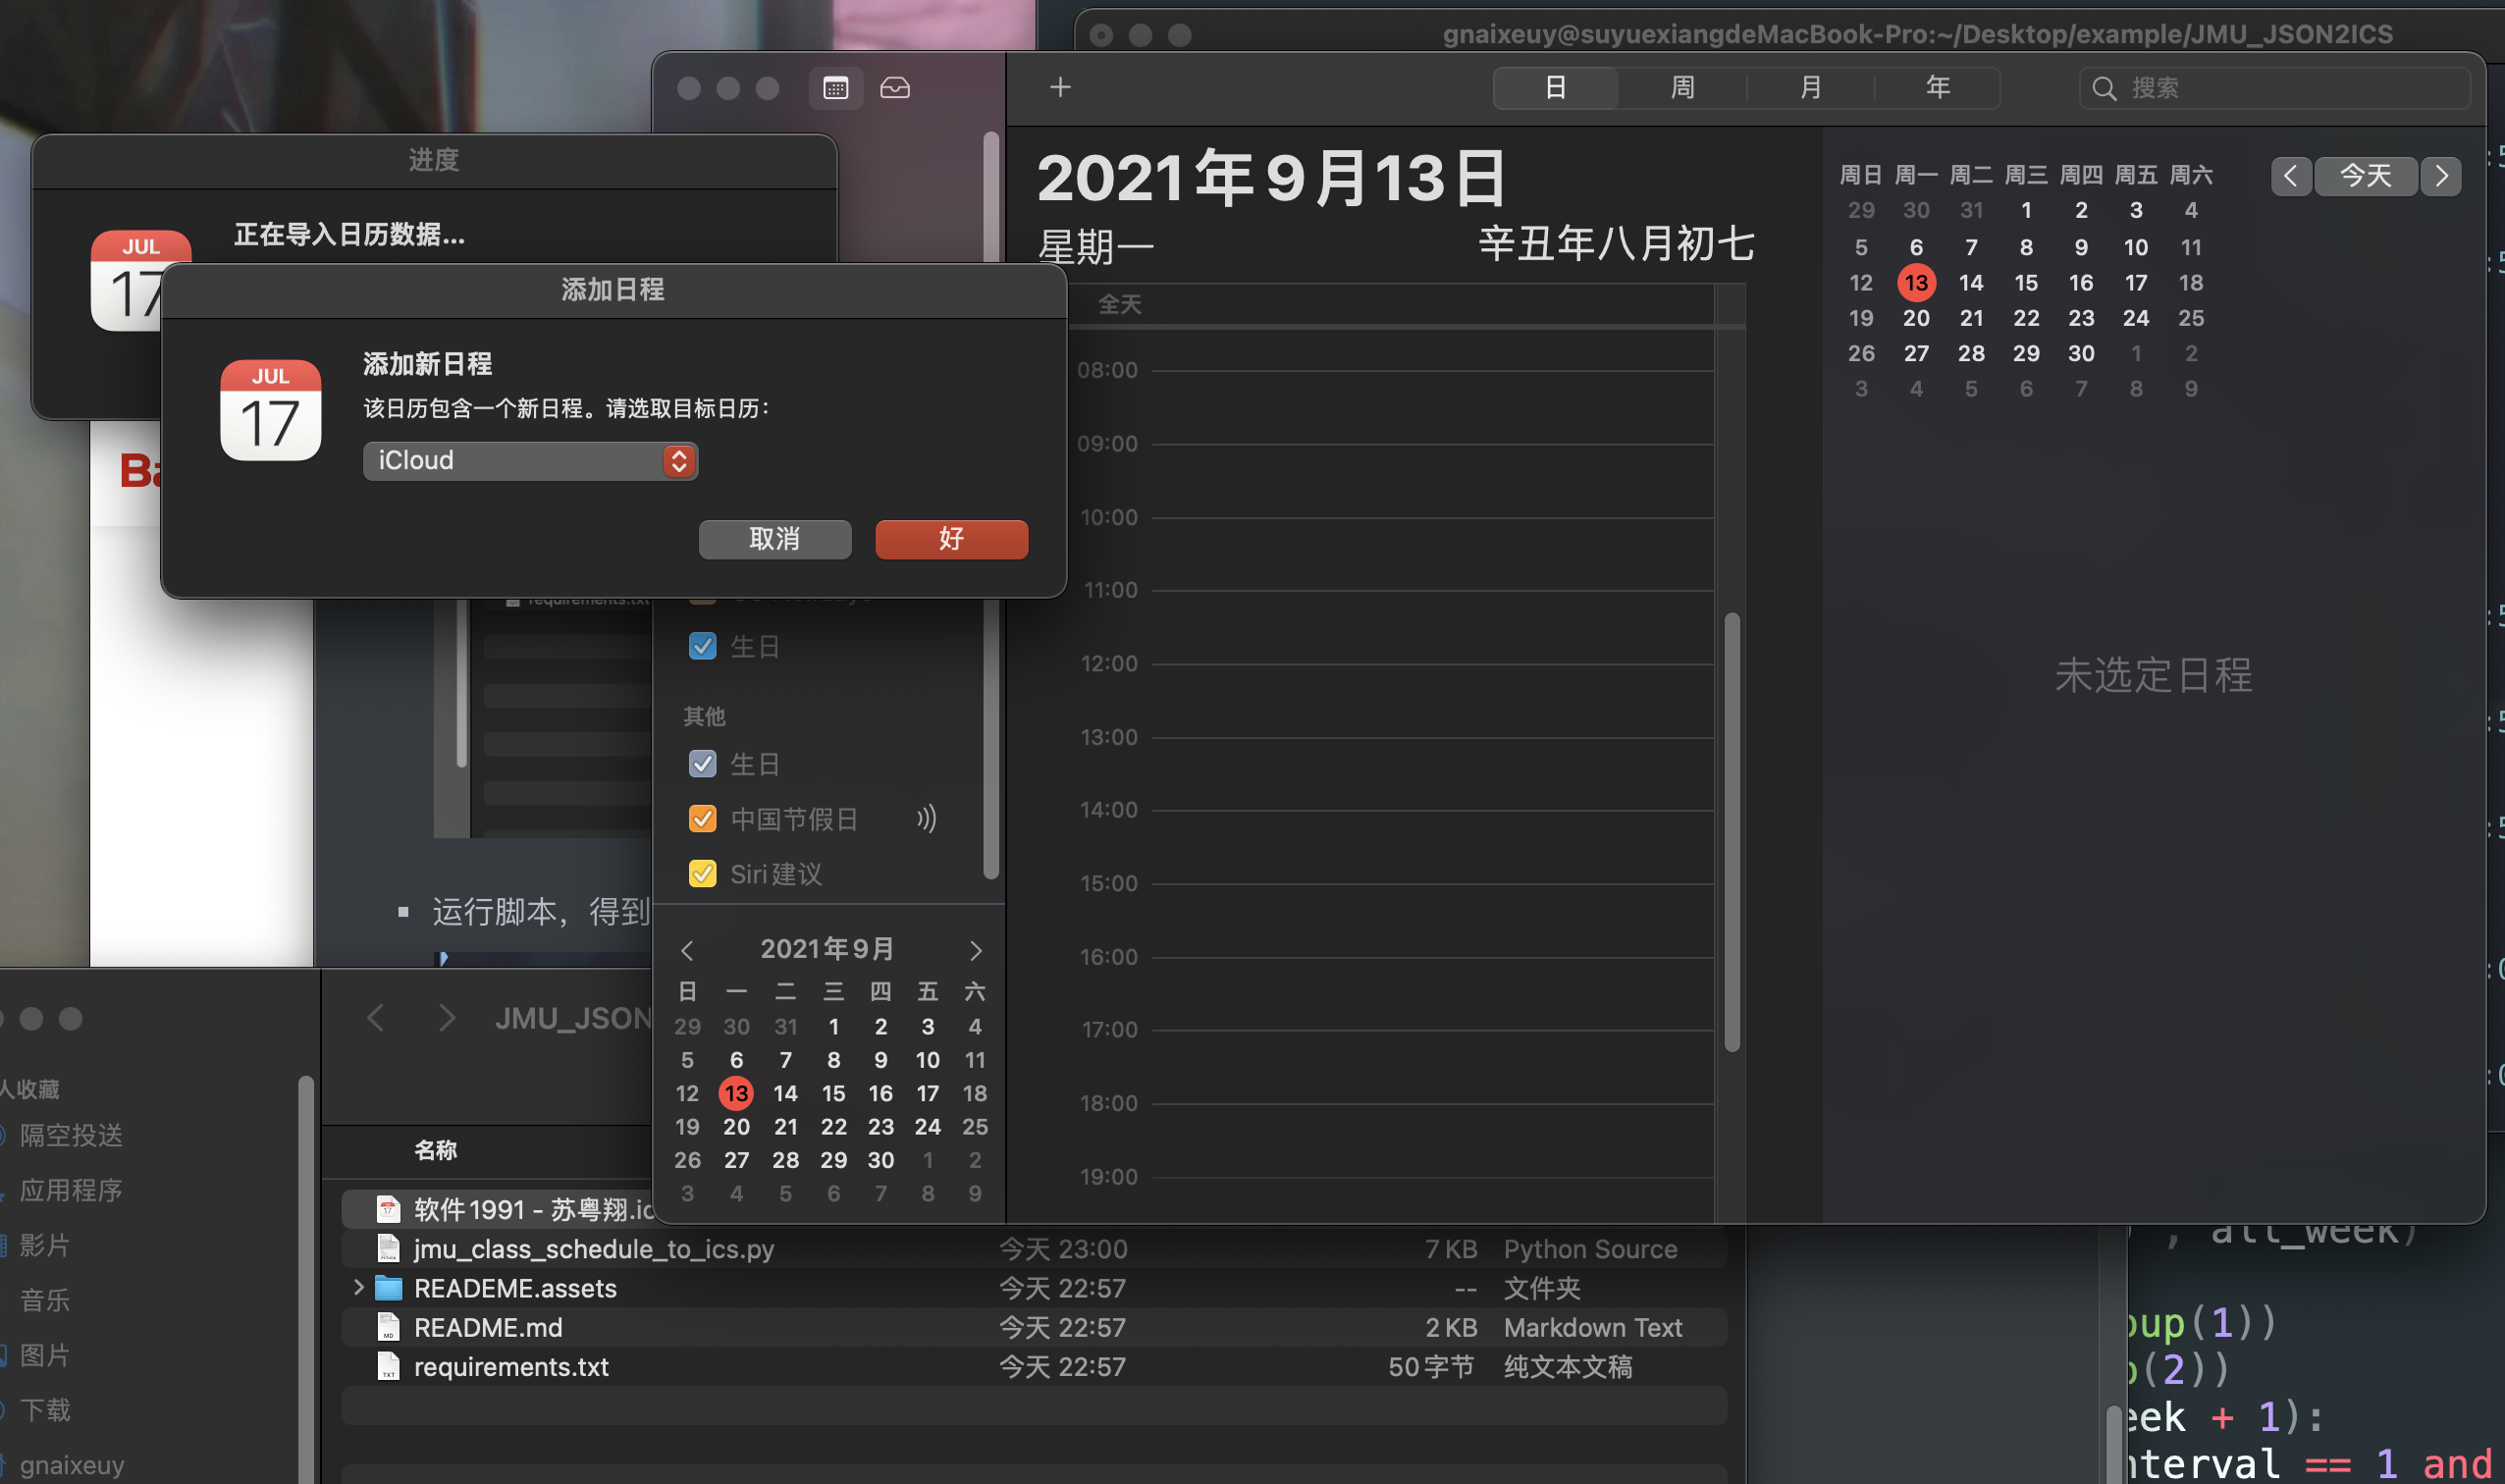 gnaixeuy@suyuexiangdeMacBook-Pro:~/Desktop/example/JMU_JSON2ICS
日 周 月 年 搜索
进度
正在导入日历数据...
JUL
17
添加日程
JUL
17
添加新日程
该日历包含一个新日程。请选取目标日历：
iCloud
取消 好
Ba
requirements.txt
2021年9月13日
星期一 辛丑年八月初七
全天
08:00
09:00
10:00
11:00
12:00
13:00
14:00
15:00
16:00
17:00
18:00
19:00
周日 周一 周二 周三 周四 周五 周六
29 30 31 1 2 3 4
5 6 7 8 9 10 11
12 13 14 15 16 17 18
19 20 21 22 23 24 25
26 27 28 29 30 1 2
3 4 5 6 7 8 9
今天
未选定日程
生日
其他
生日
中国节假日
Siri建议
2021年9月
日 一 二 三 四 五 六
29 30 31 1 2 3 4
5 6 7 8 9 10 11
12 13 14 15 16 17 18
19 20 21 22 23 24 25
26 27 28 29 30 1 2
3 4 5 6 7 8 9
▪ 运行脚本，得到
JMU_JSON
人收藏
隔空投送
应用程序
影片
音乐
图片
下载
gnaixeuy
名称
软件1991 - 苏粤翔.ic
jmu_class_schedule_to_ics.py 今天 23:00 7 KB Python Source
READEME.assets 今天 22:57 -- 文件夹
README.md 今天 22:57 2 KB Markdown Text
requirements.txt 今天 22:57 50字节 纯文本文稿
, all_week)
oup(1))
p(2))
eek + 1):
nterval == 1 and